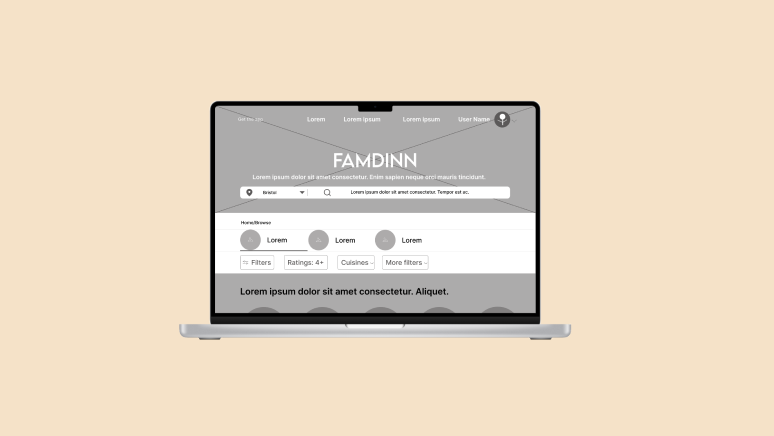 Get the app
Lorem
Lorem ipsum
Lorem ipsum
User Name
FAMDINN
Lorem ipsum dolor sit amet consectetur. Enim sapien neque orci mauris tincidunt.
Bristol
Lorem ipsum dolor sit amet consectetur. Tempor est ac.
Home/Browse
Lorem
Lorem
Lorem
Filters
Ratings: 4+
Cuisines
More filters
Lorem ipsum dolor sit amet consectetur. Aliquet.